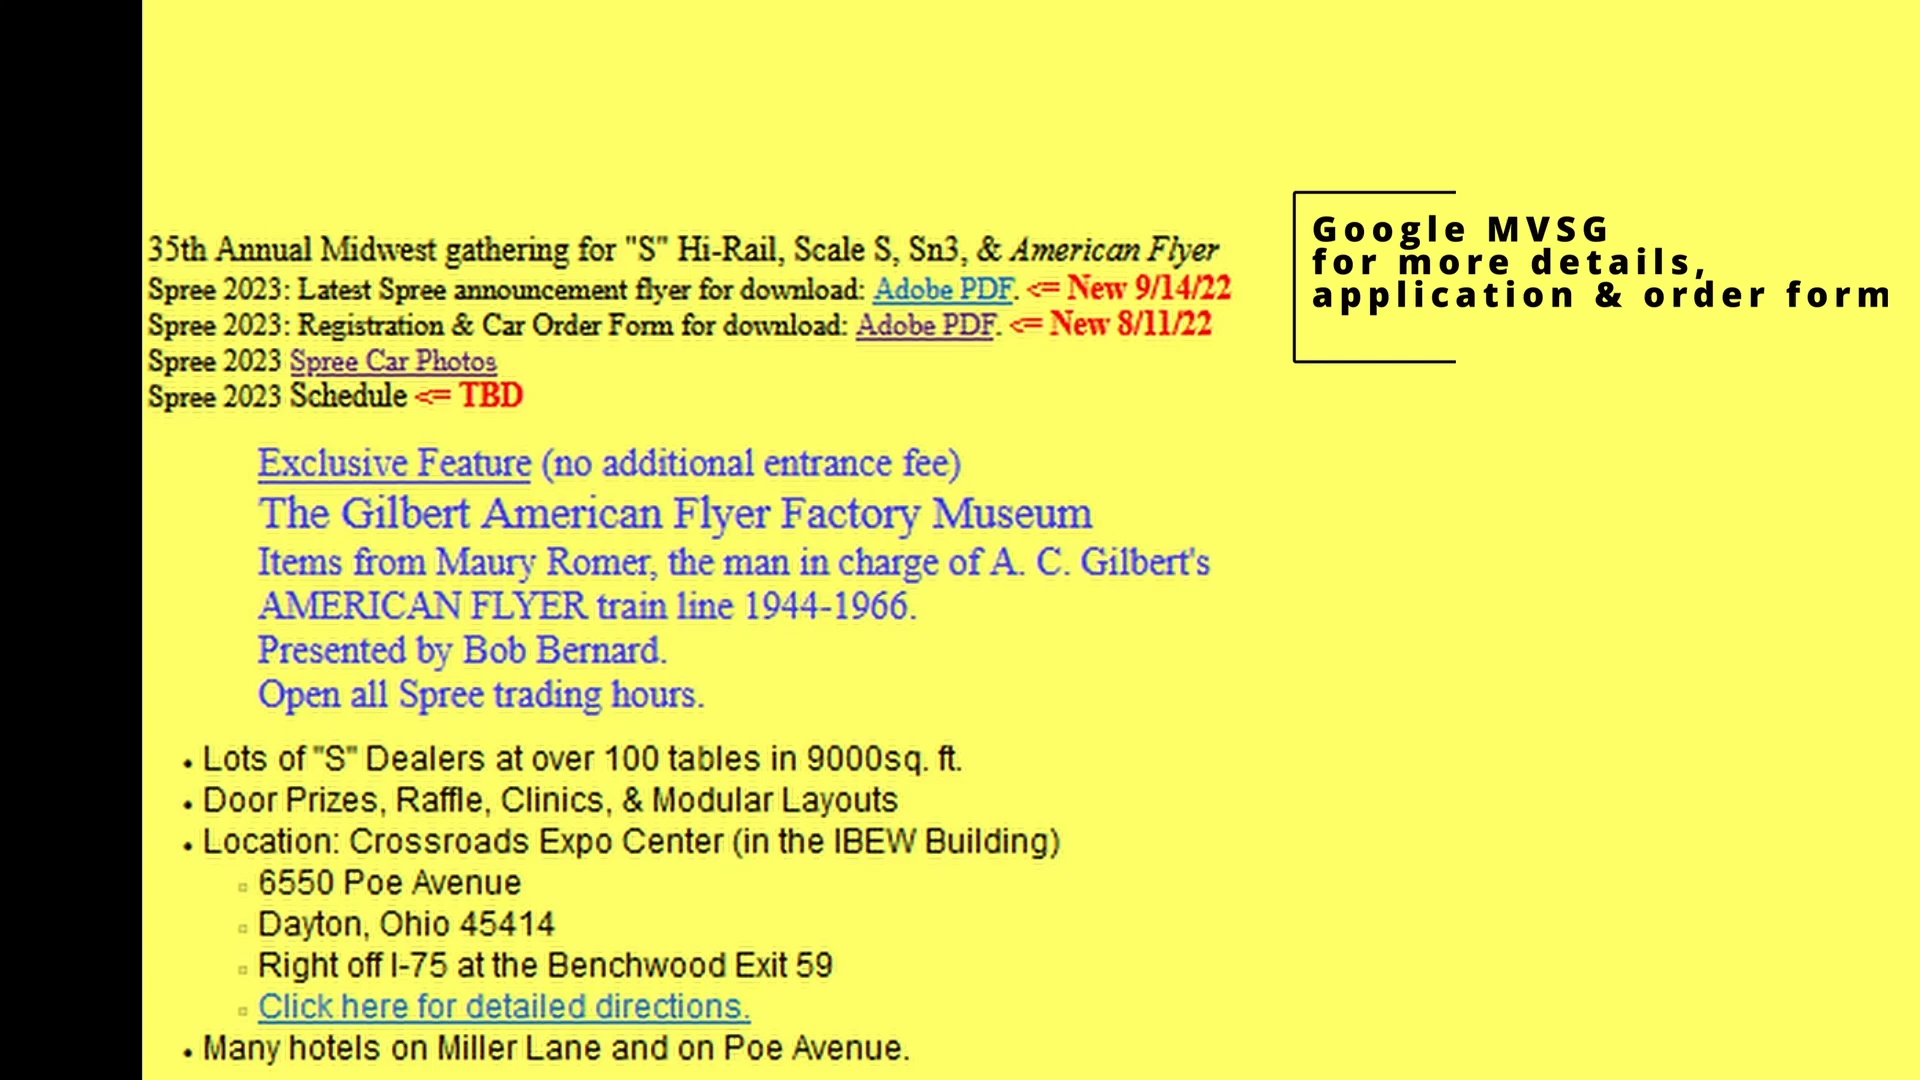 35th Annual Midwest gathering for "S" Hi-Rail, Scale S, Sn3, & American Flyer
Spree 2023: Latest Spree announcement flyer for download: Adobe PDF. <= New 9/14/22
Spree 2023: Registration & Car Order Form for download: Adobe PDF. <= New 8/11/22
Spree 2023 Spree Car Photos
Spree 2023 Schedule <= TBD
Google MVSG
for more details,
application & order form
Exclusive Feature (no additional entrance fee)
The Gilbert American Flyer Factory Museum
Items from Maury Romer, the man in charge of A. C. Gilbert's
AMERICAN FLYER train line 1944-1966.
Presented by Bob Bernard.
Open all Spree trading hours.
• Lots of "S" Dealers at over 100 tables in 9000sq. ft.
• Door Prizes, Raffle, Clinics, & Modular Layouts
• Location: Crossroads Expo Center (in the IBEW Building)
▫ 6550 Poe Avenue
▫ Dayton, Ohio 45414
▫ Right off I-75 at the Benchwood Exit 59
▫ Click here for detailed directions.
• Many hotels on Miller Lane and on Poe Avenue.